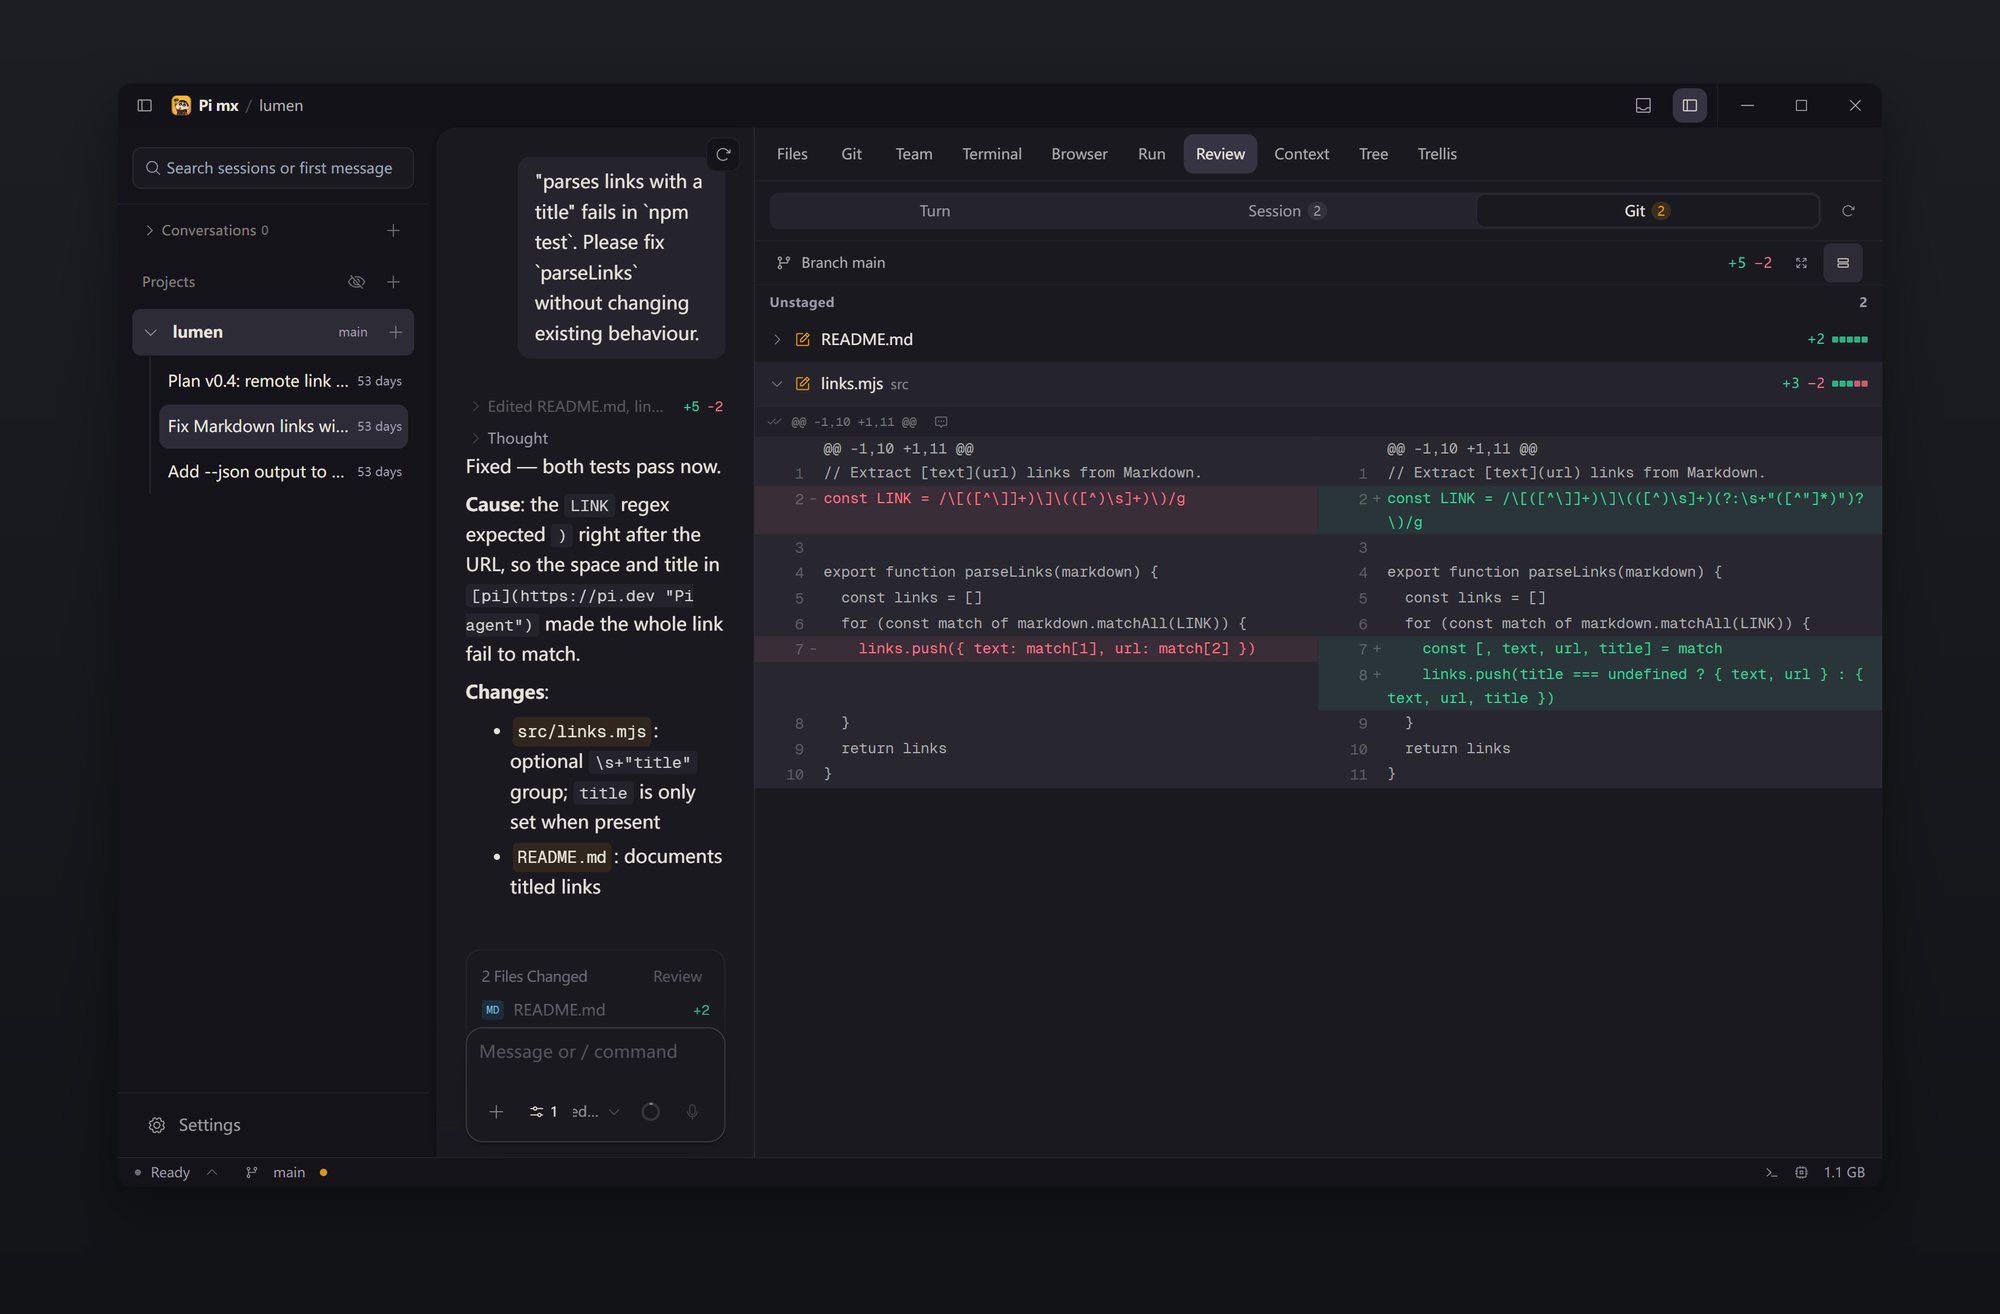 Pi mx / lumen
Search sessions or first message
Conversations 0
Projects
lumen main
Plan v0.4: remote link ... 53 days
Fix Markdown links wi... 53 days
Add --json output to ... 53 days
Settings
"parses links with a
title" fails in `npm
test`. Please fix
`parseLinks`
without changing
existing behaviour.
Edited README.md, lin... +5 -2
Thought
Fixed — both tests pass now.
Cause: the LINK regex
expected ) right after the
URL, so the space and title in
[pi](https://pi.dev "Pi
agent") made the whole link
fail to match.
Changes:
• src/links.mjs :
optional \s+"title"
group; title is only
set when present
• README.md : documents
titled links
2 Files Changed Review
MD README.md +2
Message or / command
1 ed...
Files Git Team Terminal Browser Run Review Context Tree Trellis
Turn Session 2 Git 2
Branch main +5 −2
Unstaged 2
README.md +2
links.mjs src +3 −2
@@ -1,10 +1,11 @@
@@ -1,10 +1,11 @@
1 // Extract [text](url) links from Markdown.
2 - const LINK = /\[([^\]]+)\]\(([^)\s]+)\)/g
3
4 export function parseLinks(markdown) {
5 const links = []
6 for (const match of markdown.matchAll(LINK)) {
7 - links.push({ text: match[1], url: match[2] })
8 }
9 return links
10 }
@@ -1,10 +1,11 @@
1 // Extract [text](url) links from Markdown.
2 + const LINK = /\[([^\]]+)\]\(([^)\s]+)(?:\s+"([^"]*)")?
\)/g
3
4 export function parseLinks(markdown) {
5 const links = []
6 for (const match of markdown.matchAll(LINK)) {
7 + const [, text, url, title] = match
8 + links.push(title === undefined ? { text, url } : {
text, url, title })
9 }
10 return links
11 }
Ready main
1.1 GB